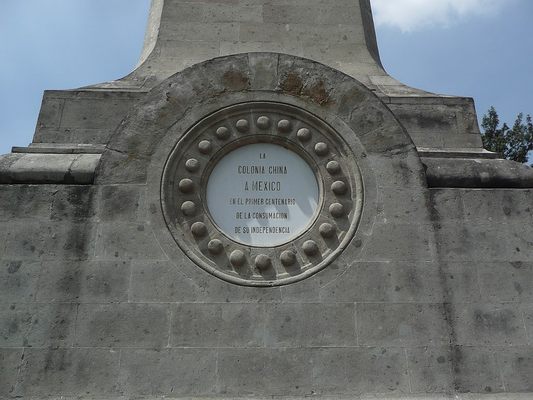 LA
COLONIA CHINA
A MEXICO
EN EL PRIMER CENTENARIO
DE LA CONSUMACION
DE SU INDEPENDENCIA